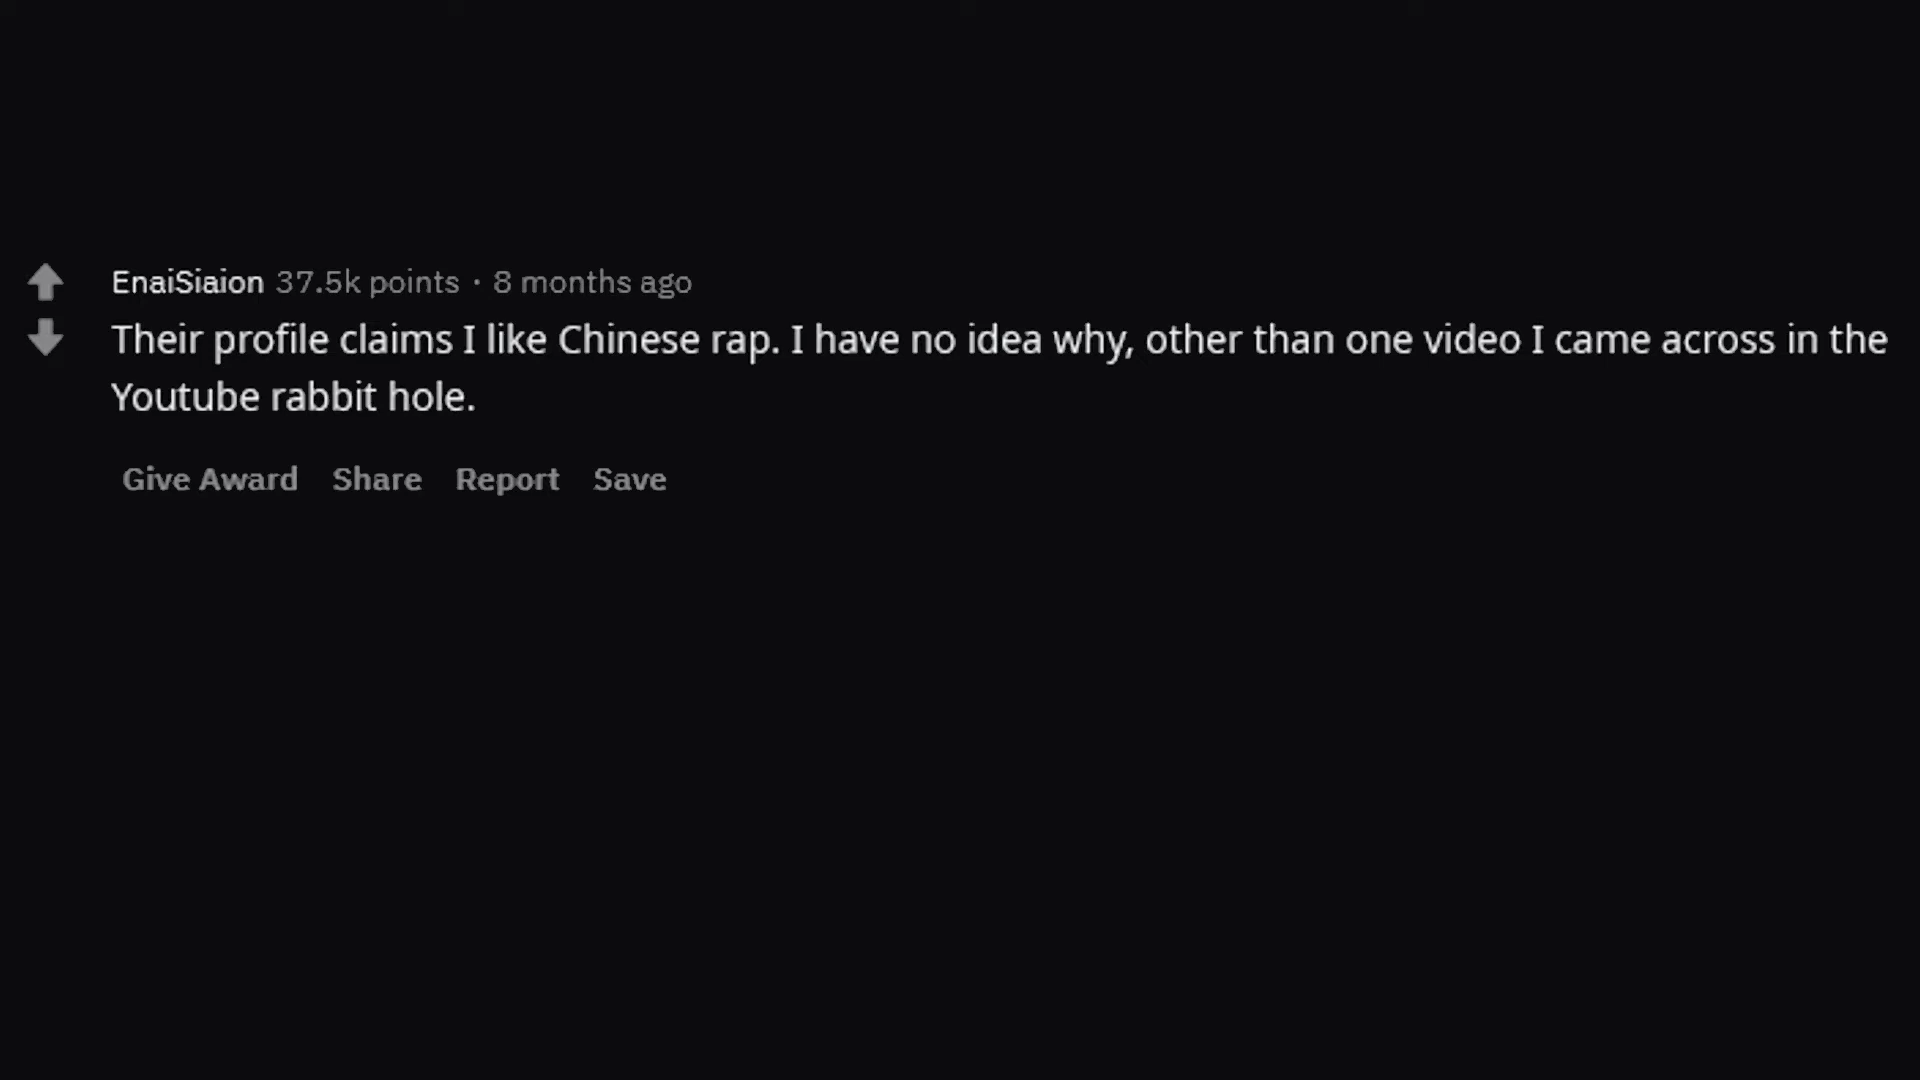 EnaiSiaion 37.5k points · 8 months ago
Their profile claims I like Chinese rap. I have no idea why, other than one video I came across in the
Youtube rabbit hole.
Give Award Share Report Save